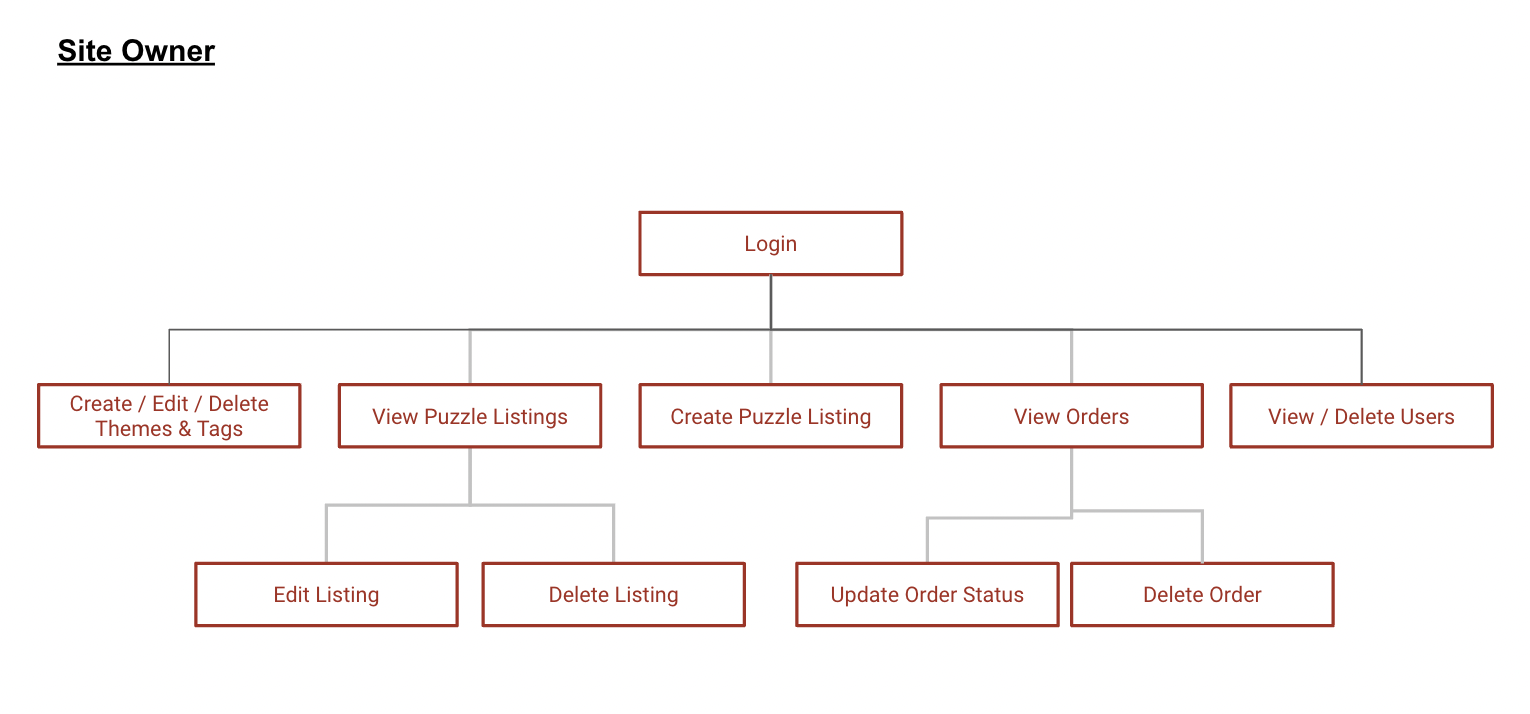 Site Owner
Login
Create / Edit / Delete
Themes & Tags
View Puzzle Listings
Create Puzzle Listing
View Orders
View / Delete Users
Edit Listing
Delete Listing
Update Order Status
Delete Order